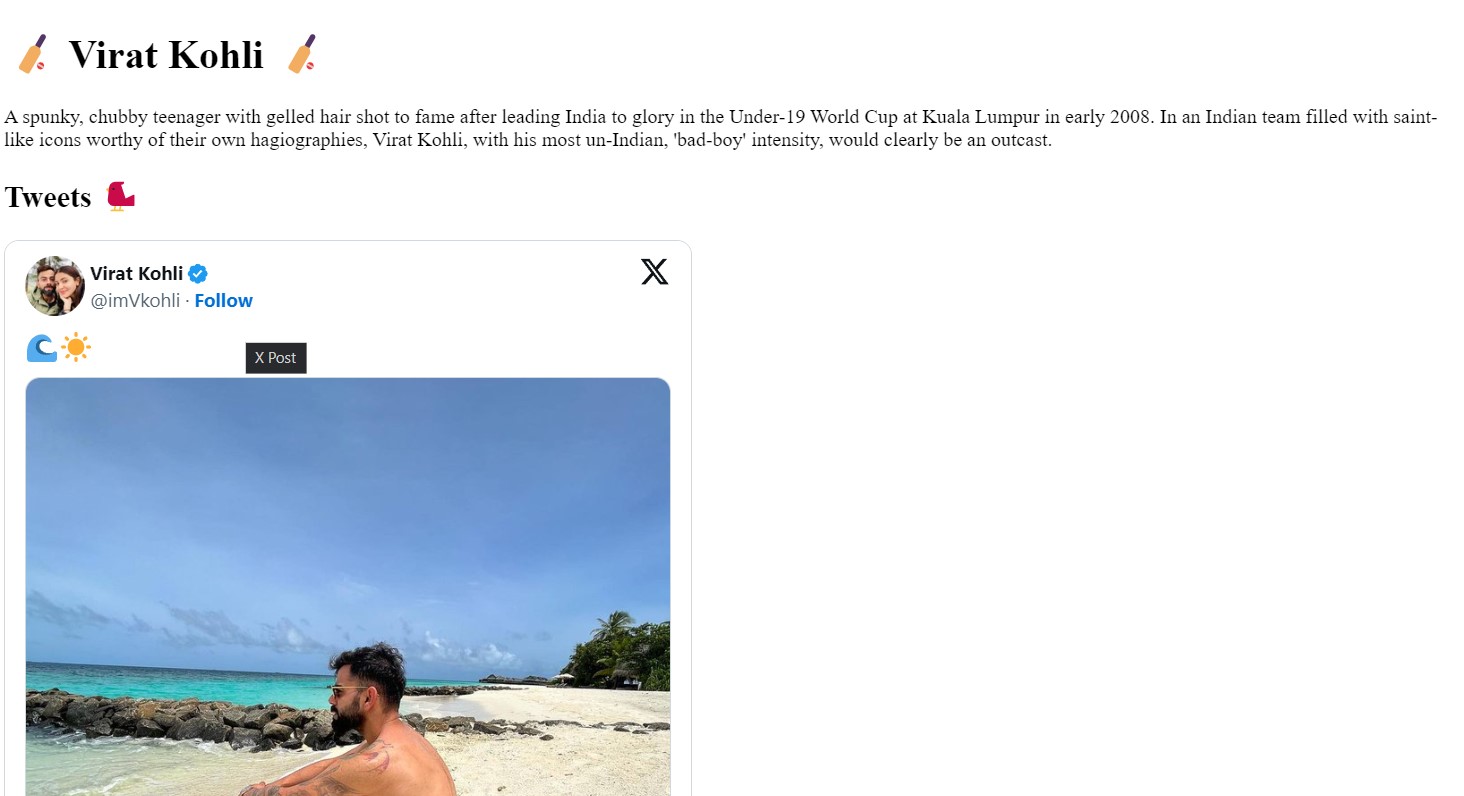 Virat Kohli
A spunky, chubby teenager with gelled hair shot to fame after leading India to glory in the Under-19 World Cup at Kuala Lumpur in early 2008. In an Indian team filled with saint-
like icons worthy of their own hagiographies, Virat Kohli, with his most un-Indian, 'bad-boy' intensity, would clearly be an outcast.
Tweets
Virat Kohli
@imVkohli · Follow
X Post